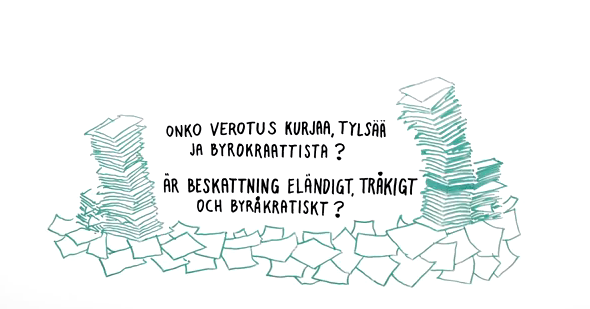 ONKO VEROTUS KURJAA, TYLSÄÄ
JA BYROKRAATTISTA?
ÄR BESKATTNING ELÄNDIGT, TRÅKIGT
OCH BYRÅKRATISKT?